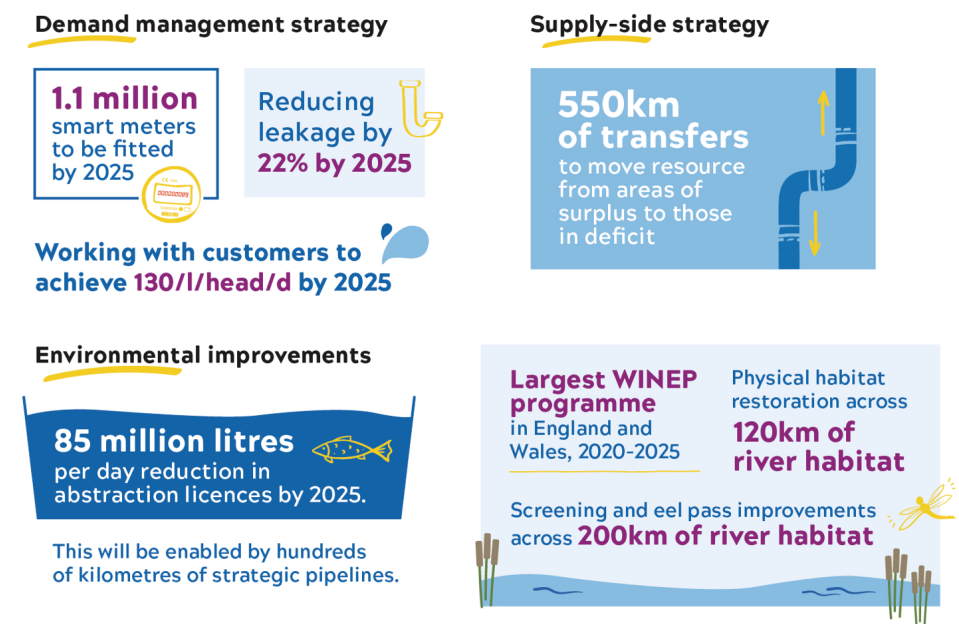 Demand management strategy
1.1 million
smart meters
to be fitted
by 2025
Reducing
leakage by
22% by 2025
Working with customers to
achieve 130/l/head/d by 2025
Supply-side strategy
550km
of transfers
to move resource
from areas of
surplus to those
in deficit
Environmental improvements
85 million litres
per day reduction in
abstraction licences by 2025.
This will be enabled by hundreds
of kilometres of strategic pipelines.
Largest WINEP
programme
in England and
Wales, 2020-2025
Physical habitat
restoration across
120km of
river habitat
Screening and eel pass improvements
across 200km of river habitat